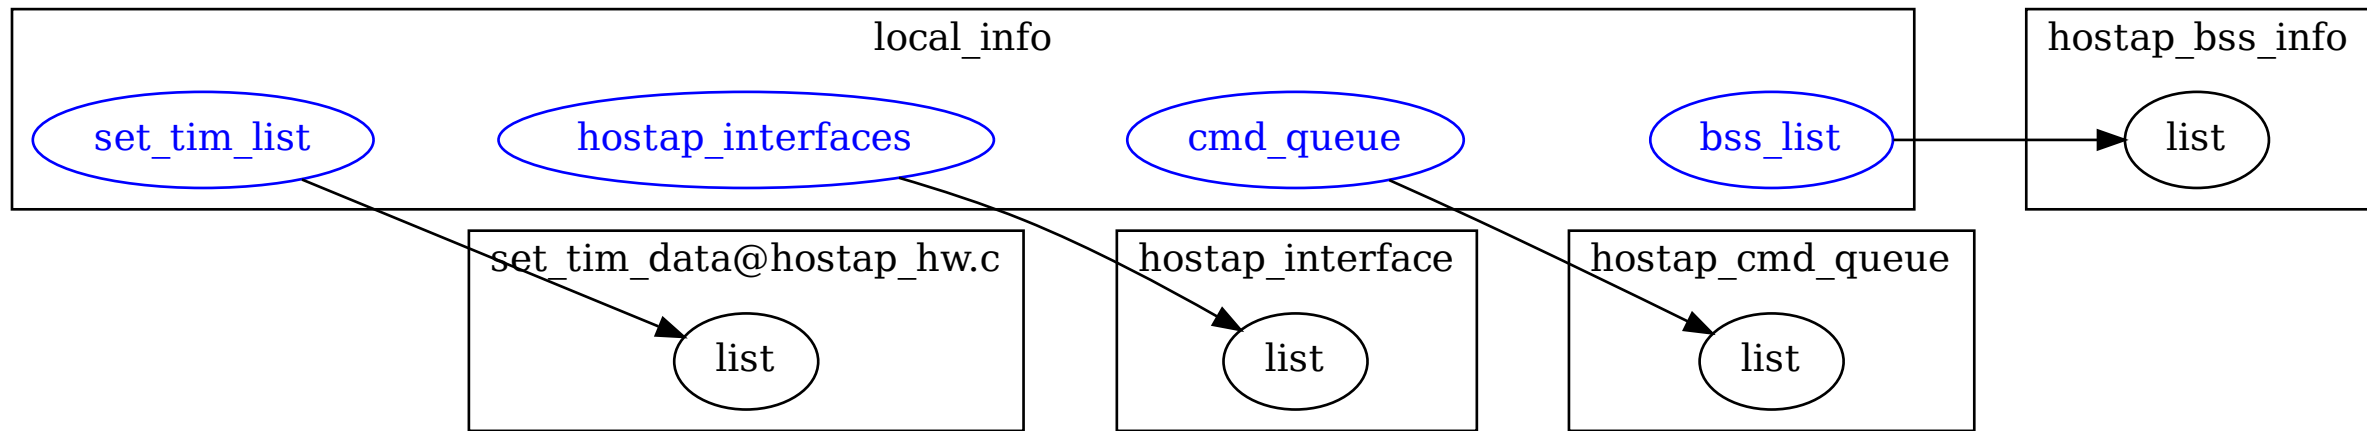 local_info
hostap_bss_info
set_tim_list
hostap_interfaces
cmd_queue
bss_list
list
set_tim_data@hostap_hw.c
hostap_interface
hostap_cmd_queue
list
list
list